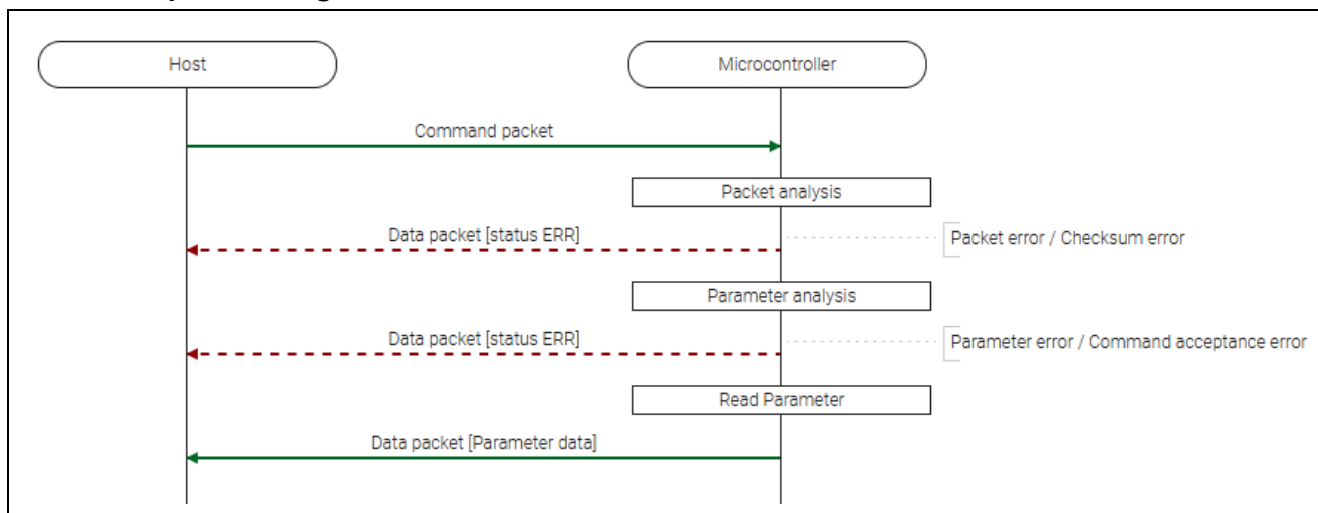 Host
Microcontroller
Command packet
Packet analysis
Data packet [status ERR]
Packet error / Checksum error
Parameter analysis
Data packet [status ERR]
Parameter error / Command acceptance error
Read Parameter
Data packet [Parameter data]